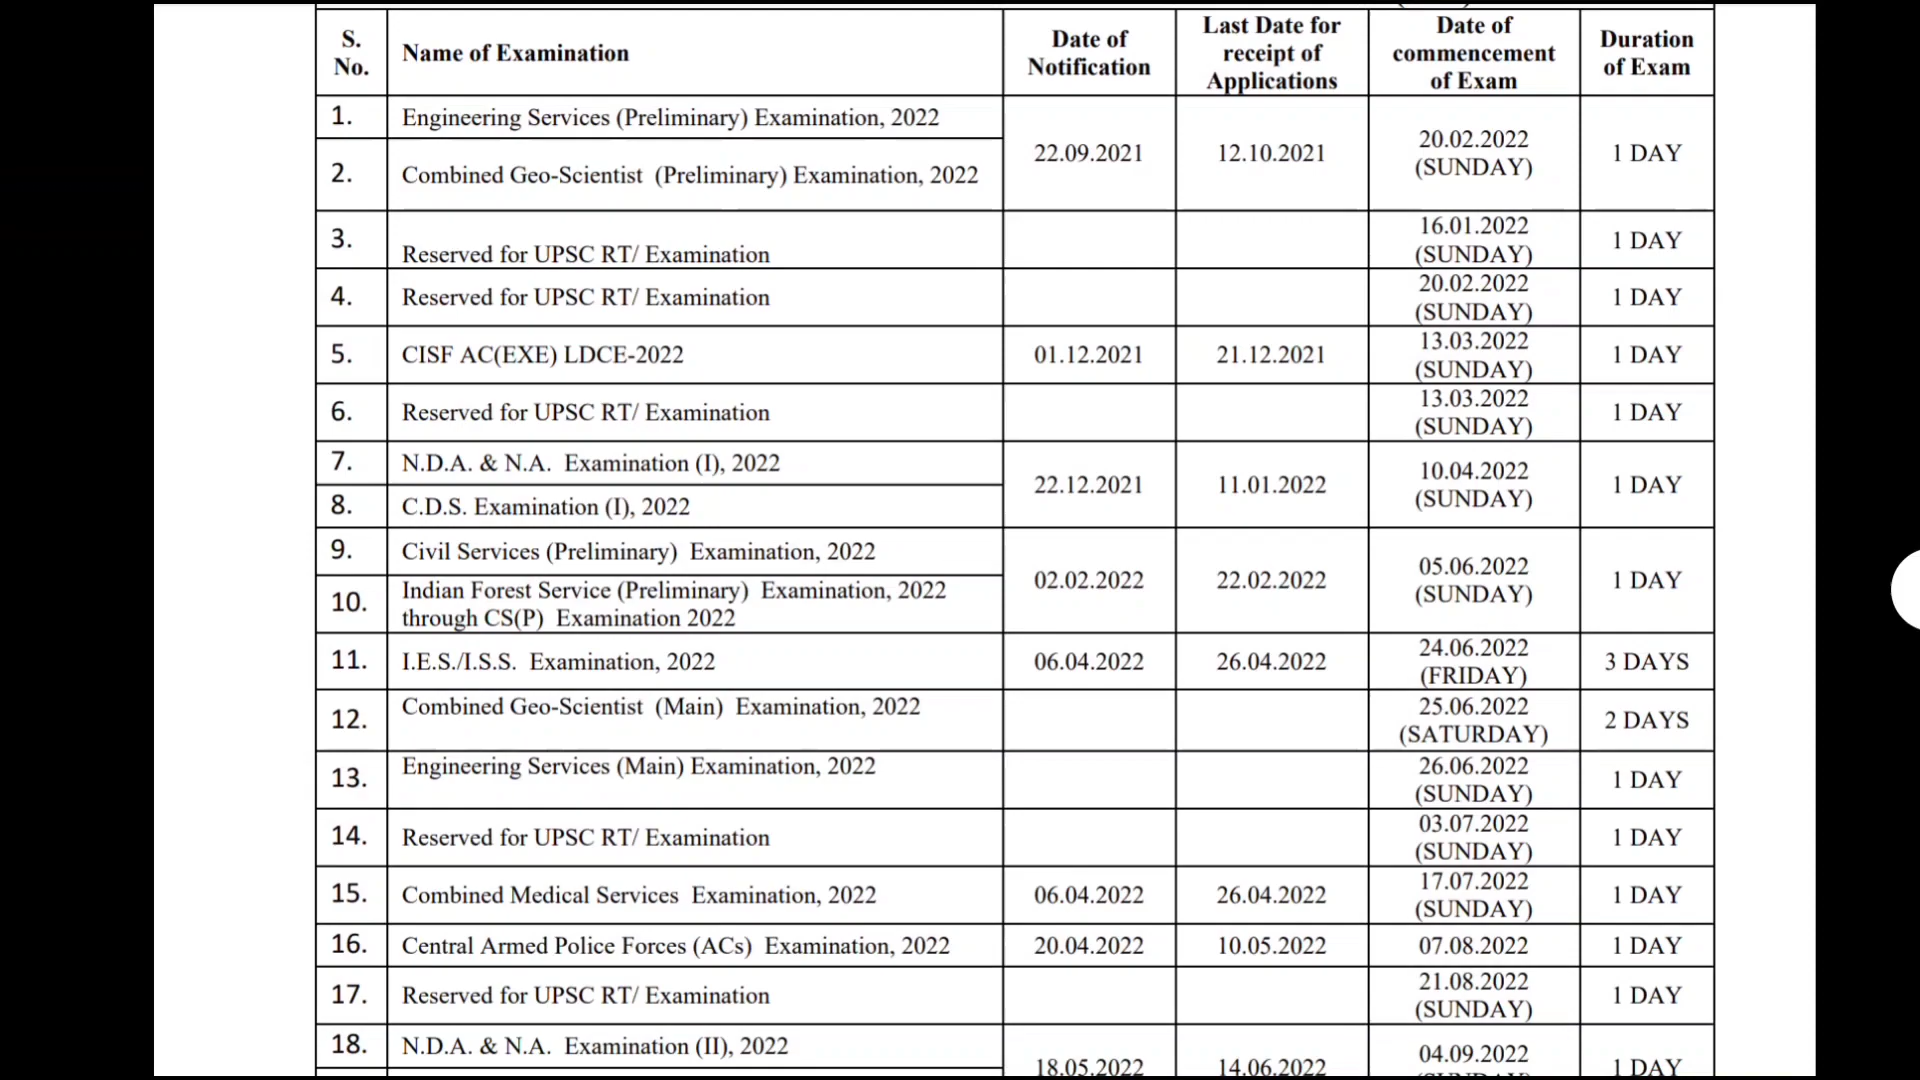 S. No.
Name of Examination
Date of Notification
Last Date for receipt of Applications
Date of commencement of Exam
Duration of Exam
1. Engineering Services (Preliminary) Examination, 2022
2. Combined Geo-Scientist (Preliminary) Examination, 2022
22.09.2021 12.10.2021 20.02.2022 (SUNDAY) 1 DAY
3. Reserved for UPSC RT/ Examination 16.01.2022 (SUNDAY) 1 DAY
4. Reserved for UPSC RT/ Examination 20.02.2022 (SUNDAY) 1 DAY
5. CISF AC(EXE) LDCE-2022 01.12.2021 21.12.2021 13.03.2022 (SUNDAY) 1 DAY
6. Reserved for UPSC RT/ Examination 13.03.2022 (SUNDAY) 1 DAY
7. N.D.A. & N.A. Examination (I), 2022
8. C.D.S. Examination (I), 2022
22.12.2021 11.01.2022 10.04.2022 (SUNDAY) 1 DAY
9. Civil Services (Preliminary) Examination, 2022
10. Indian Forest Service (Preliminary) Examination, 2022
through CS(P) Examination 2022
02.02.2022 22.02.2022 05.06.2022 (SUNDAY) 1 DAY
11. I.E.S./I.S.S. Examination, 2022 06.04.2022 26.04.2022 24.06.2022 (FRIDAY) 3 DAYS
12. Combined Geo-Scientist (Main) Examination, 2022 25.06.2022 (SATURDAY) 2 DAYS
13. Engineering Services (Main) Examination, 2022 26.06.2022 (SUNDAY) 1 DAY
14. Reserved for UPSC RT/ Examination 03.07.2022 (SUNDAY) 1 DAY
15. Combined Medical Services Examination, 2022 06.04.2022 26.04.2022 17.07.2022 (SUNDAY) 1 DAY
16. Central Armed Police Forces (ACs) Examination, 2022 20.04.2022 10.05.2022 07.08.2022 1 DAY
17. Reserved for UPSC RT/ Examination 21.08.2022 (SUNDAY) 1 DAY
18. N.D.A. & N.A. Examination (II), 2022
18.05.2022 14.06.2022 04.09.2022 1 DAY